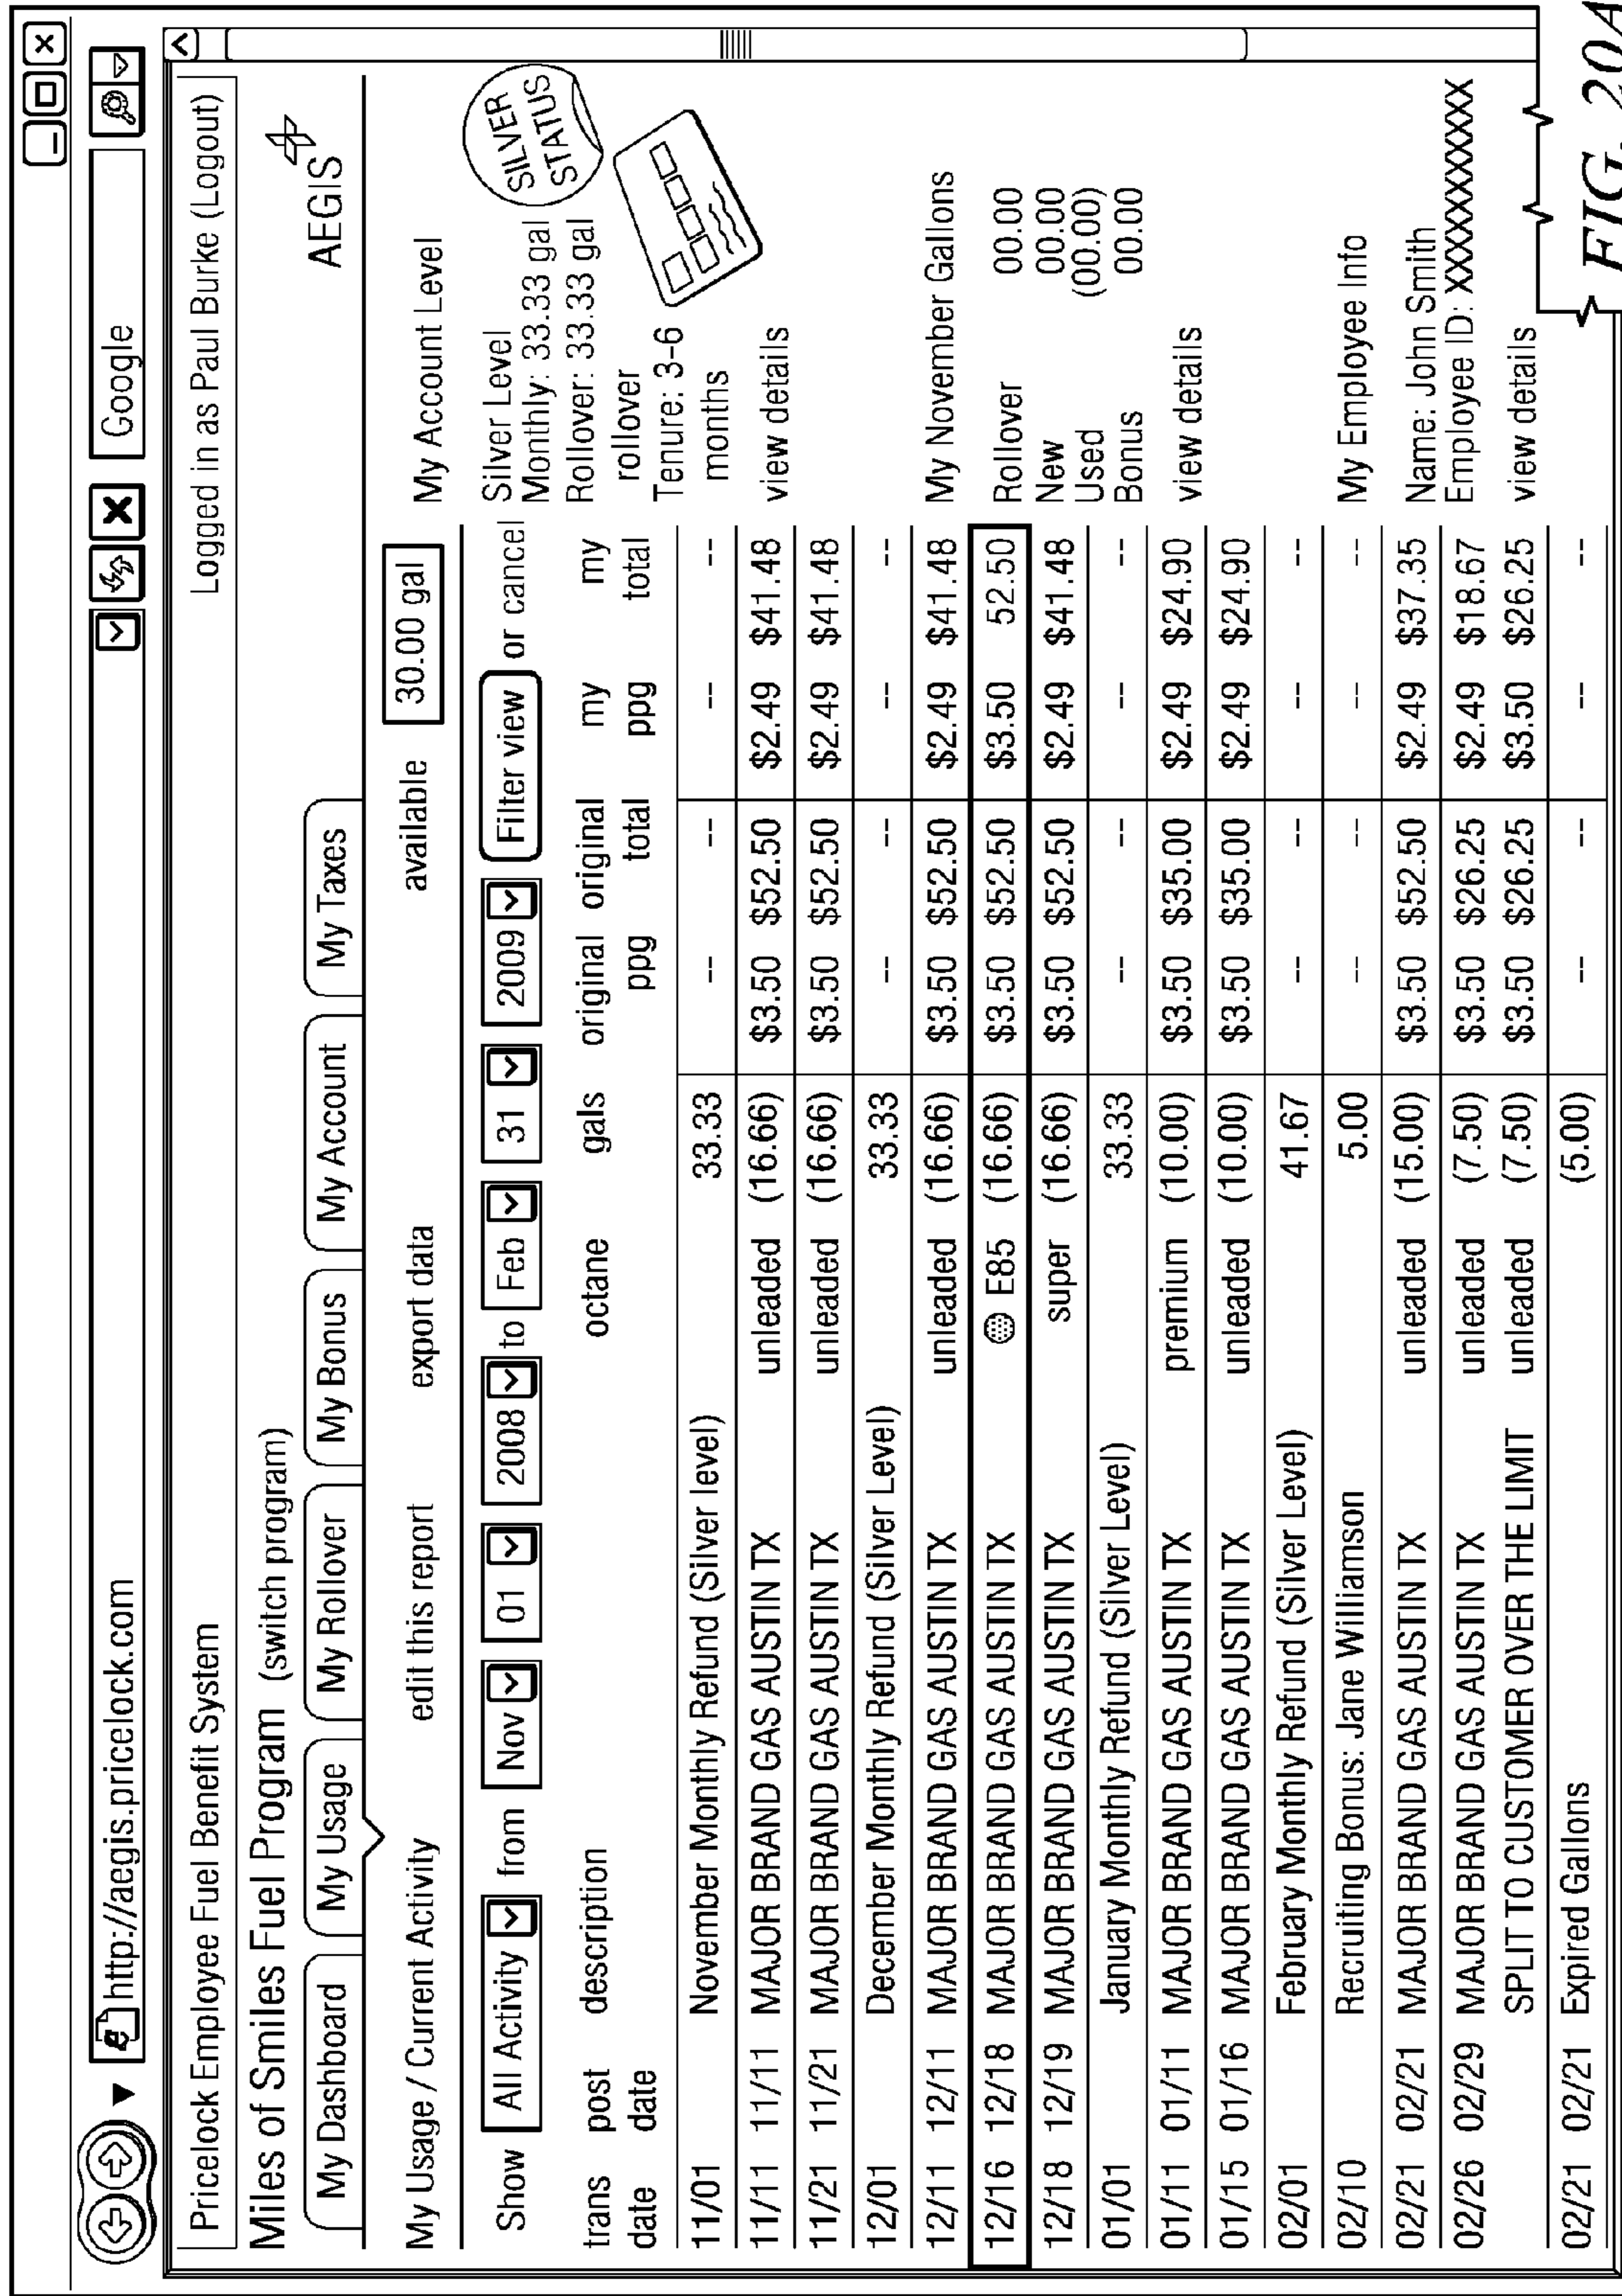 http://aegis.pricelock.com
Google
Pricelock Employee Fuel Benefit System Logged in as Paul Burke (Logout)
Miles of Smiles Fuel Program (switch program)
AEGIS
My Dashboard My Usage My Rollover My Bonus My Account My Taxes
My Usage / Current Activity edit this report export data available 30.00 gal
Show All Activity from Nov 01 2008 to Feb 31 2009 Filter view or cancel
trans date post date description octane gals original ppg original total my ppg my total
11/01 November Monthly Refund (Silver level) 33.33 -- -- -- --
11/11 11/11 MAJOR BRAND GAS AUSTIN TX unleaded (16.66) $3.50 $52.50 $2.49 $41.48
11/21 11/21 MAJOR BRAND GAS AUSTIN TX unleaded (16.66) $3.50 $52.50 $2.49 $41.48
12/01 December Monthly Refund (Silver Level) 33.33 -- -- -- --
12/11 12/11 MAJOR BRAND GAS AUSTIN TX unleaded (16.66) $3.50 $52.50 $2.49 $41.48
12/16 12/18 MAJOR BRAND GAS AUSTIN TX E85 (16.66) $3.50 $52.50 $3.50 52.50
12/18 12/19 MAJOR BRAND GAS AUSTIN TX super (16.66) $3.50 $52.50 $2.49 $41.48
01/01 January Monthly Refund (Silver Level) 33.33 -- -- -- --
01/11 01/11 MAJOR BRAND GAS AUSTIN TX premium (10.00) $3.50 $35.00 $2.49 $24.90
01/15 01/16 MAJOR BRAND GAS AUSTIN TX unleaded (10.00) $3.50 $35.00 $2.49 $24.90
02/01 February Monthly Refund (Silver Level) 41.67 -- -- -- --
02/10 Recruiting Bonus: Jane Williamson 5.00 -- -- -- --
02/21 02/21 MAJOR BRAND GAS AUSTIN TX unleaded (15.00) $3.50 $52.50 $2.49 $37.35
02/26 02/29 MAJOR BRAND GAS AUSTIN TX unleaded (7.50) $3.50 $26.25 $2.49 $18.67
SPLIT TO CUSTOMER OVER THE LIMIT unleaded (7.50) $3.50 $26.25 $3.50 $26.25
02/21 02/21 Expired Gallons (5.00) -- -- -- --
My Account Level
Silver Level
Monthly: 33.33 gal
Rollover: 33.33 gal
rollover
Tenure: 3-6
months
SILVER
STATUS
view details
My November Gallons
Rollover 00.00
New 00.00
Used (00.00)
Bonus 00.00
view details
My Employee Info
Name: John Smith
Employee ID: XXXXXXXXXX
view details
FIG. 20A